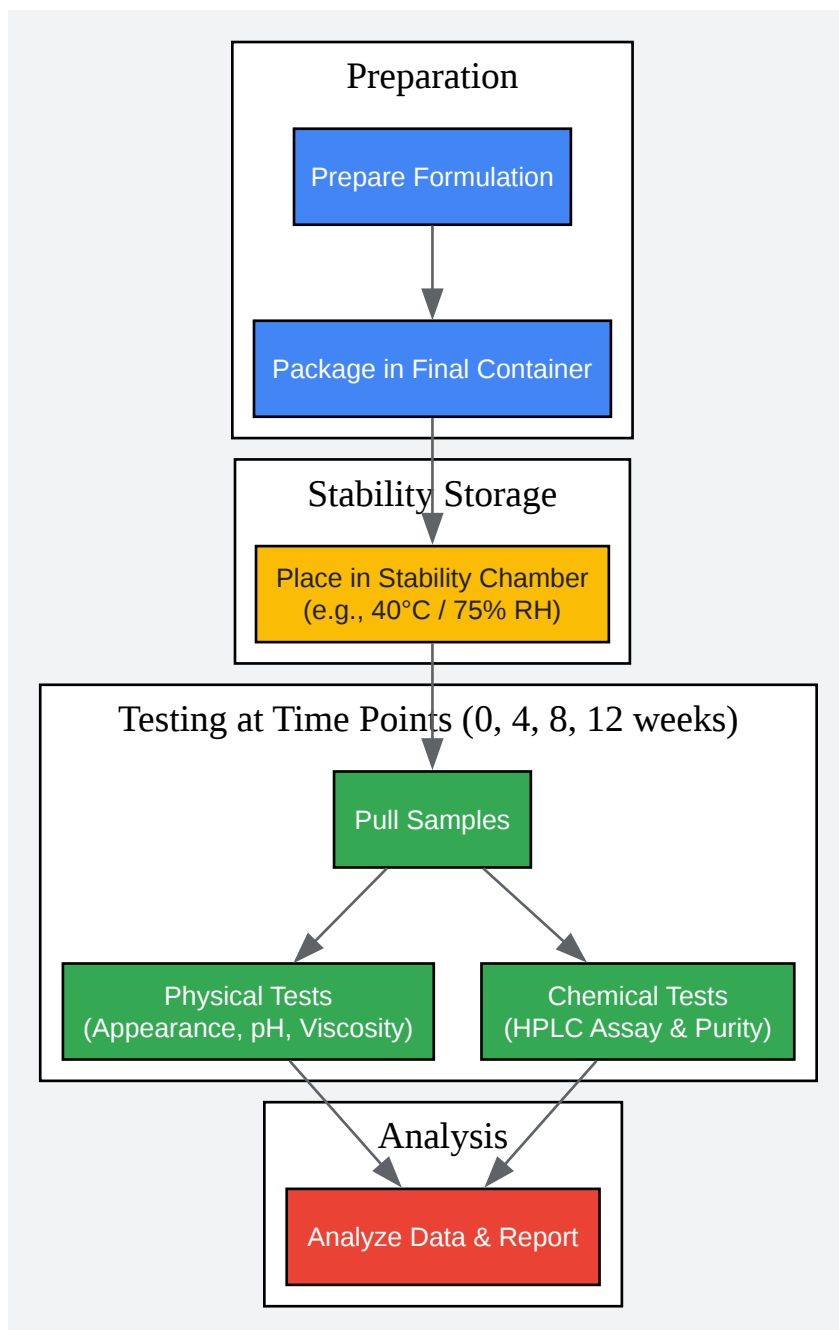 Preparation
Prepare Formulation
Package in Final Container
Stability Storage
Place in Stability Chamber
(e.g., 40°C / 75% RH)
Testing at Time Points (0, 4, 8, 12 weeks)
Pull Samples
Physical Tests
(Appearance, pH, Viscosity)
Chemical Tests
(HPLC Assay & Purity)
Analysis
Analyze Data & Report